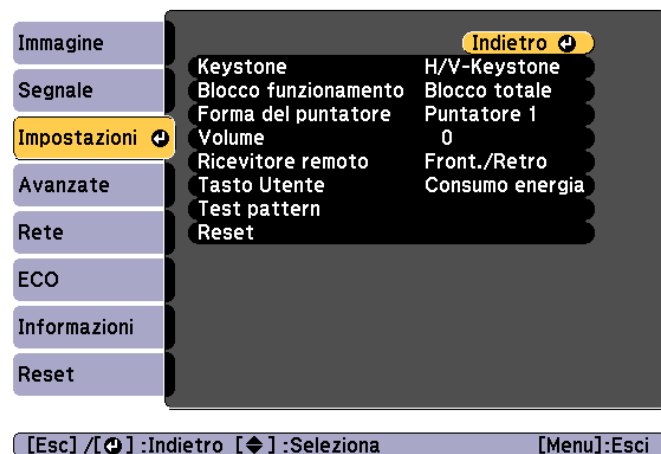 Immagine
Segnale
Impostazioni
Avanzate
Rete
ECO
Informazioni
Reset
Indietro
Keystone H/V-Keystone
Blocco funzionamento Blocco totale
Forma del puntatore Puntatore 1
Volume 0
Ricevitore remoto Front./Retro
Tasto Utente Consumo energia
Test pattern
Reset
[Esc] /[⏎] :Indietro [◆] :Seleziona [Menu]:Esci